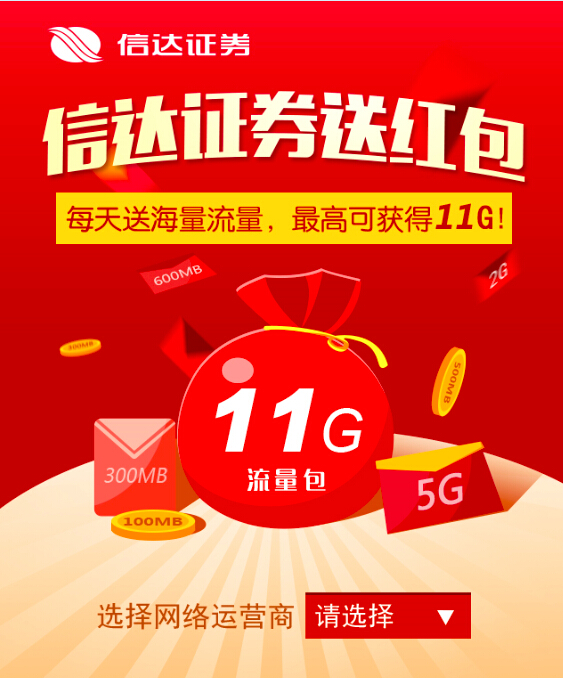 信达证券
信达证券送红包
每天送海量流量，最高可获得11G!
600MB
2G
100MB
500MB
11G
流量包
300MB
5G
100MB
选择网络运营商 请选择